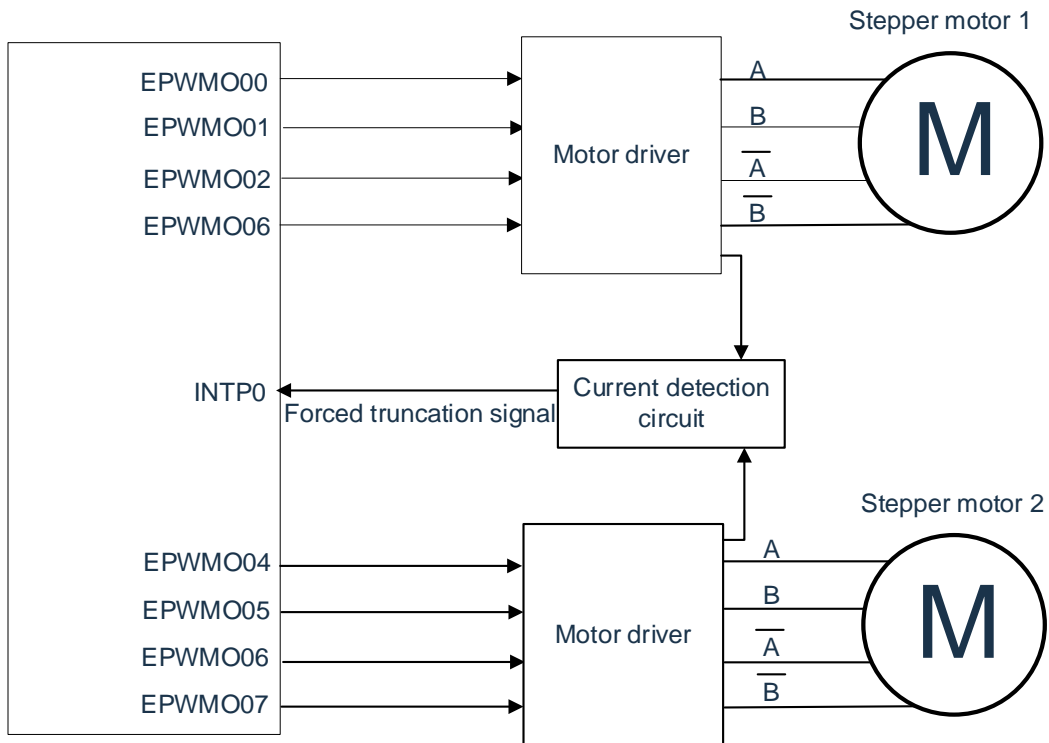 Stepper motor 1
EPWMO00
EPWMO01
EPWMO02
EPWMO06
Motor driver
A
B
A̅
B̅
M
INTP0
Forced truncation signal
Current detection
circuit
Stepper motor 2
EPWMO04
EPWMO05
EPWMO06
EPWMO07
Motor driver
A
B
A̅
B̅
M